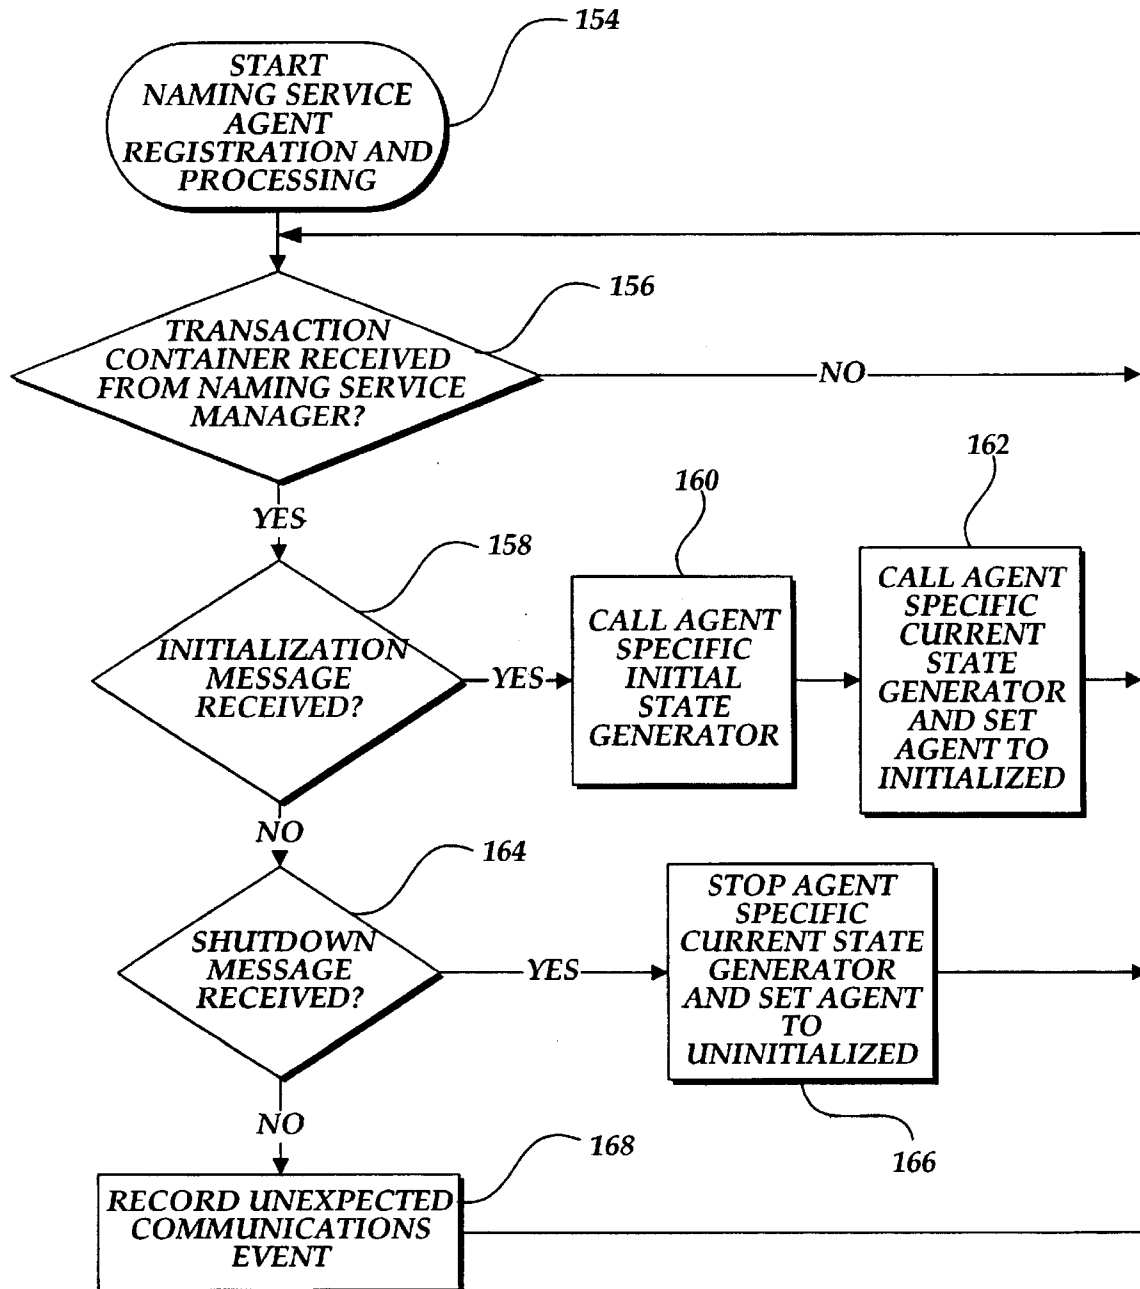 154
START
NAMING SERVICE
AGENT
REGISTRATION AND
PROCESSING
156
TRANSACTION
CONTAINER RECEIVED
FROM NAMING SERVICE
MANAGER?
NO
YES
158
INITIALIZATION
MESSAGE
RECEIVED?
YES
160
CALL AGENT
SPECIFIC
INITIAL
STATE
GENERATOR
162
CALL AGENT
SPECIFIC
CURRENT
STATE
GENERATOR
AND SET
AGENT TO
INITIALIZED
NO
164
SHUTDOWN
MESSAGE
RECEIVED?
YES
STOP AGENT
SPECIFIC
CURRENT STATE
GENERATOR
AND SET AGENT
TO
UNINITIALIZED
166
NO
168
RECORD UNEXPECTED
COMMUNICATIONS
EVENT